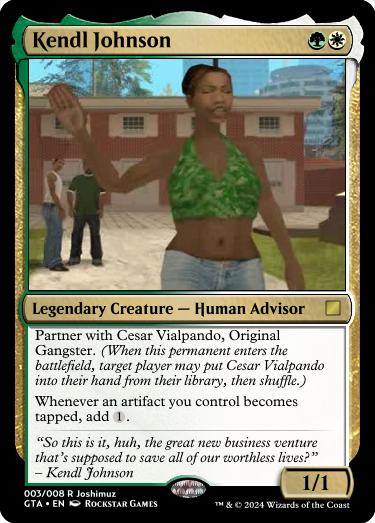 Kendl Johnson
Legendary Creature — Human Advisor
Partner with Cesar Vialpando, Original
Gangster. (When this permanent enters the
battlefield, target player may put Cesar Vialpando
into their hand from their library, then shuffle.)
Whenever an artifact you control becomes
tapped, add 1.
“So this is it, huh, the great new business venture
that’s supposed to save all of our worthless lives?”
– Kendl Johnson
1/1
003/008 R Joshimuz
GTA • EN Rockstar Games
™ & © 2024 Wizards of the Coast